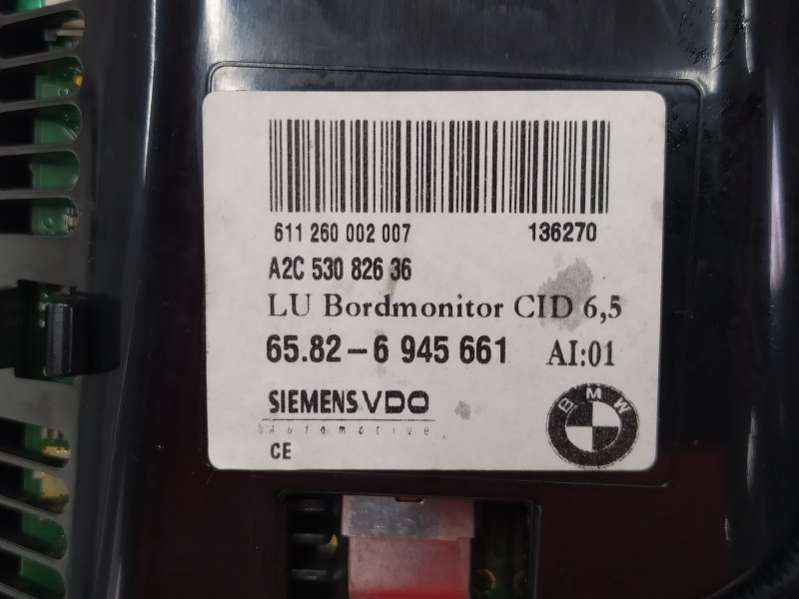 611 260 002 007 136270
A2C 530 826 36
LU Bordmonitor CID 6,5
65.82-6 945 661 AI:01
SIEMENS VDO
Automotive
CE
BMW